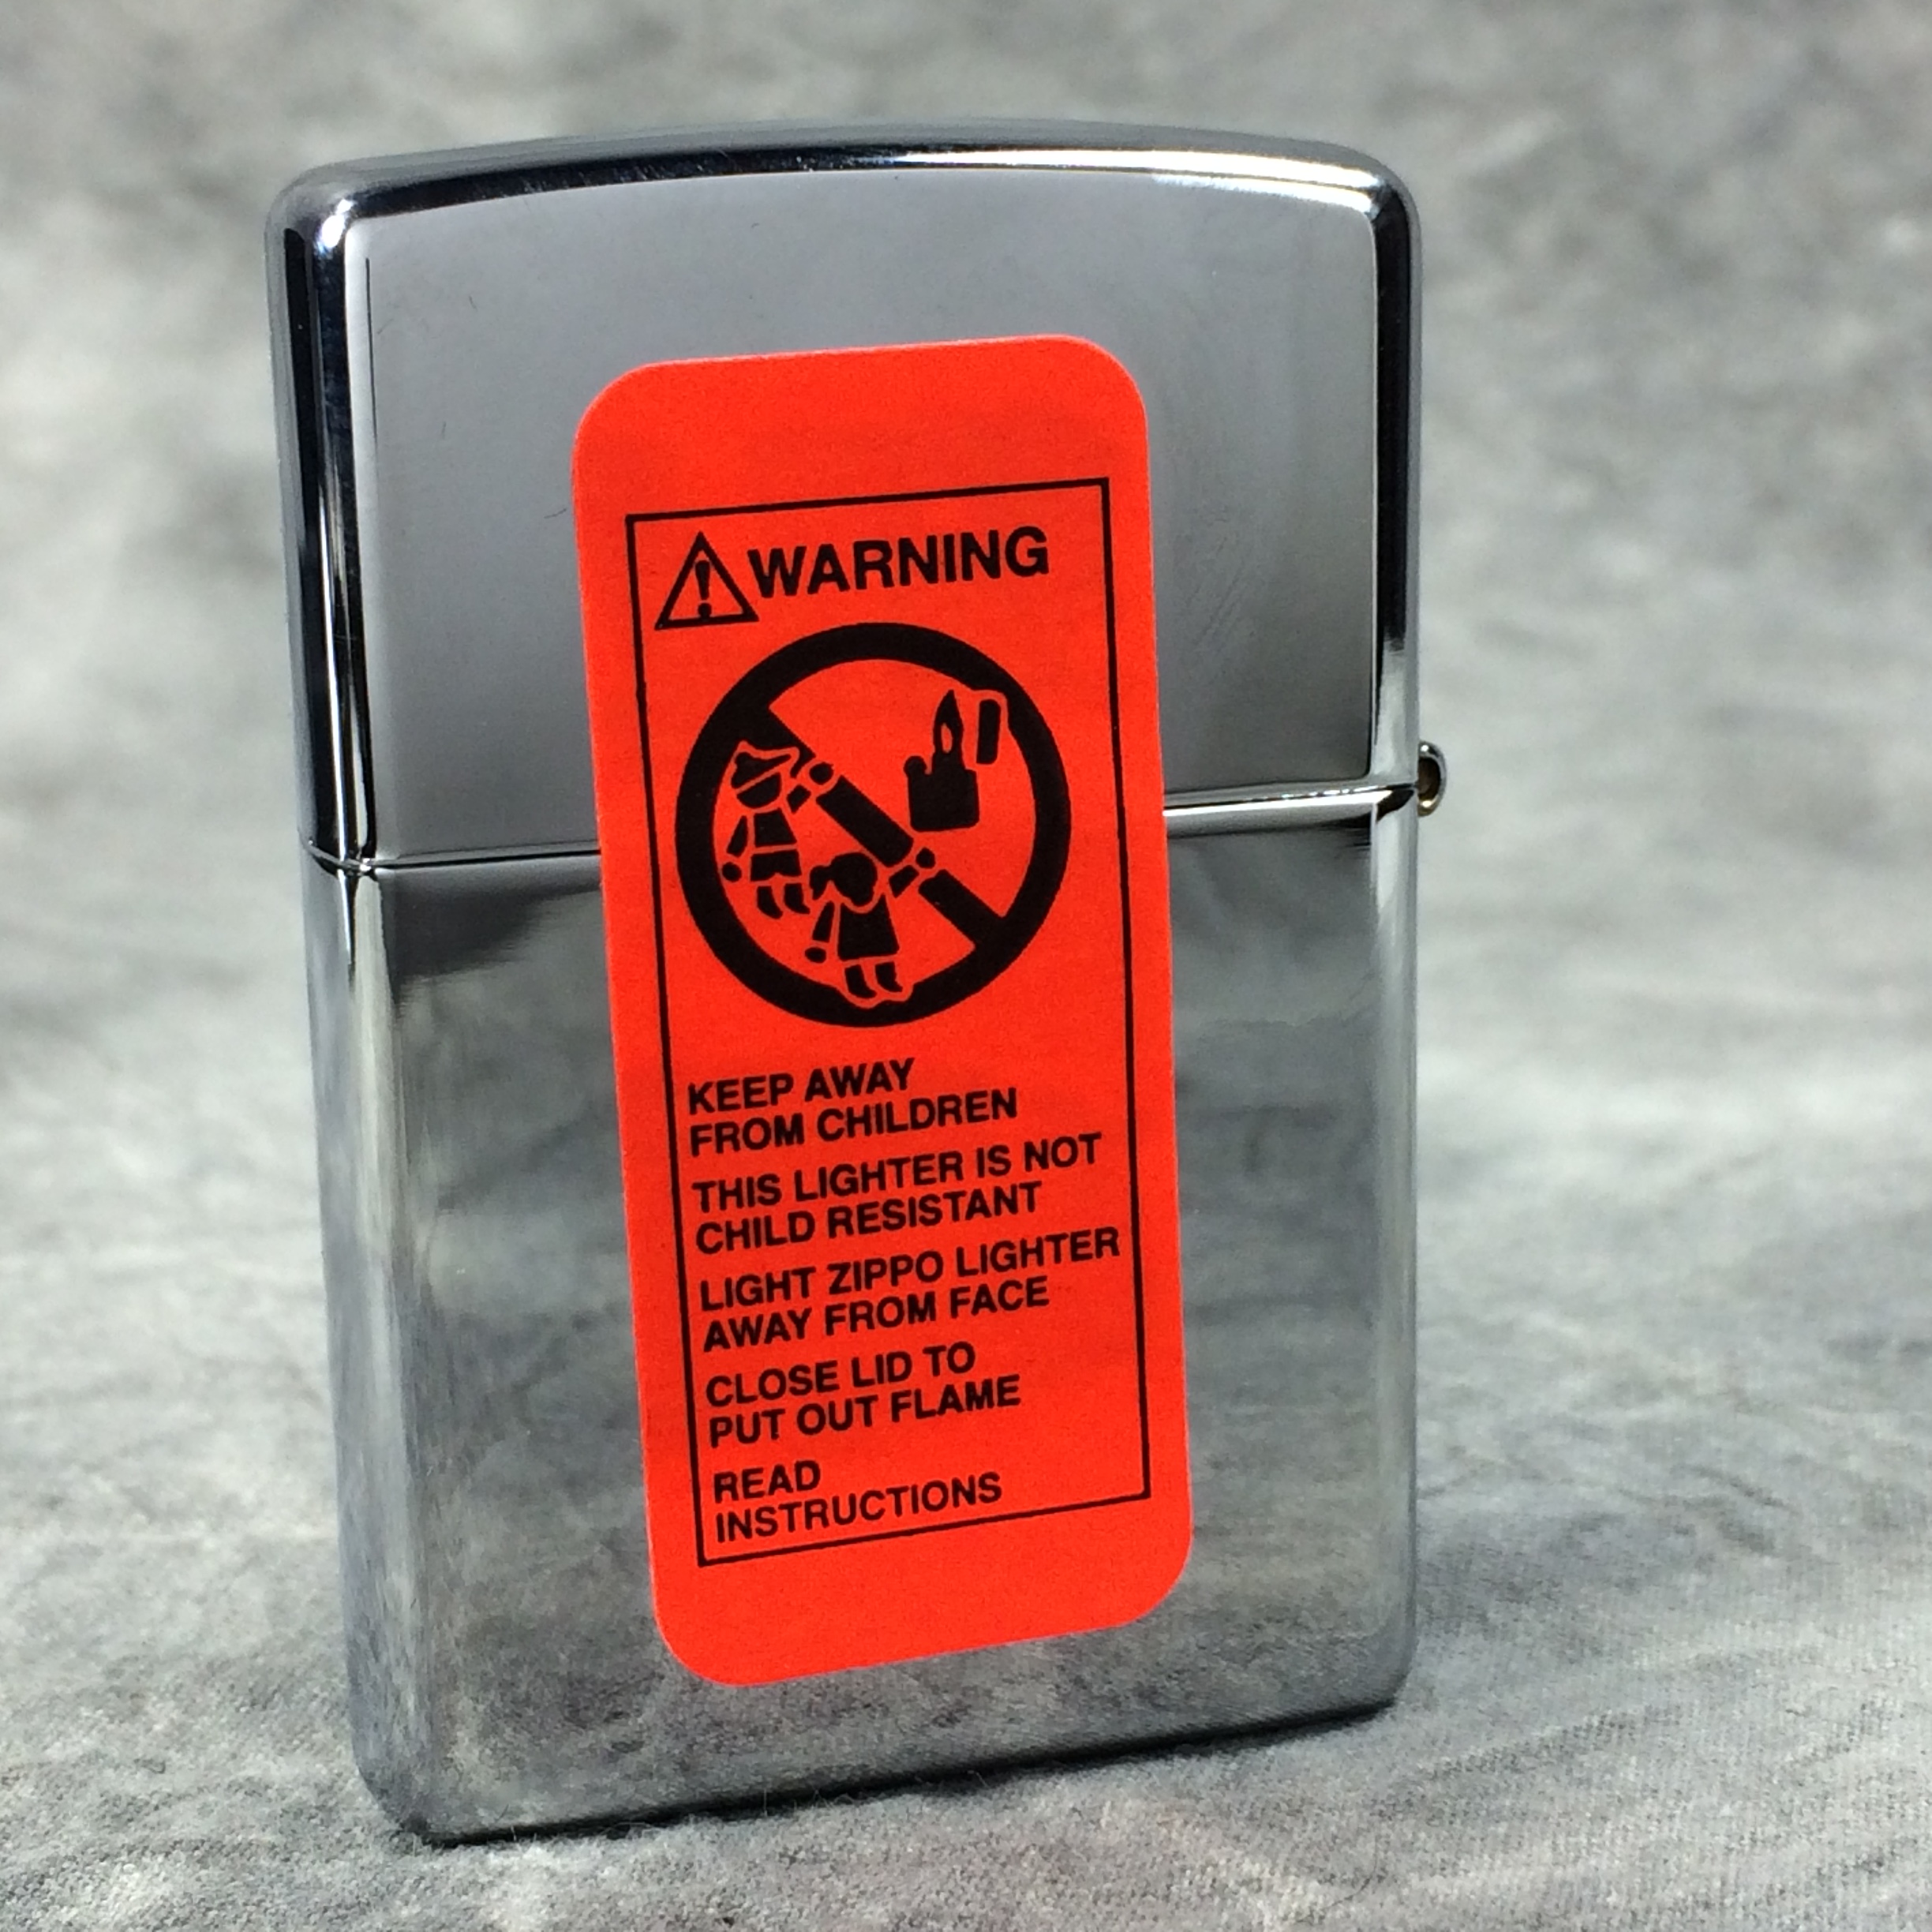 WARNING
KEEP AWAY
FROM CHILDREN
THIS LIGHTER IS NOT
CHILD RESISTANT
LIGHT ZIPPO LIGHTER
AWAY FROM FACE
CLOSE LID TO
PUT OUT FLAME
READ
INSTRUCTIONS